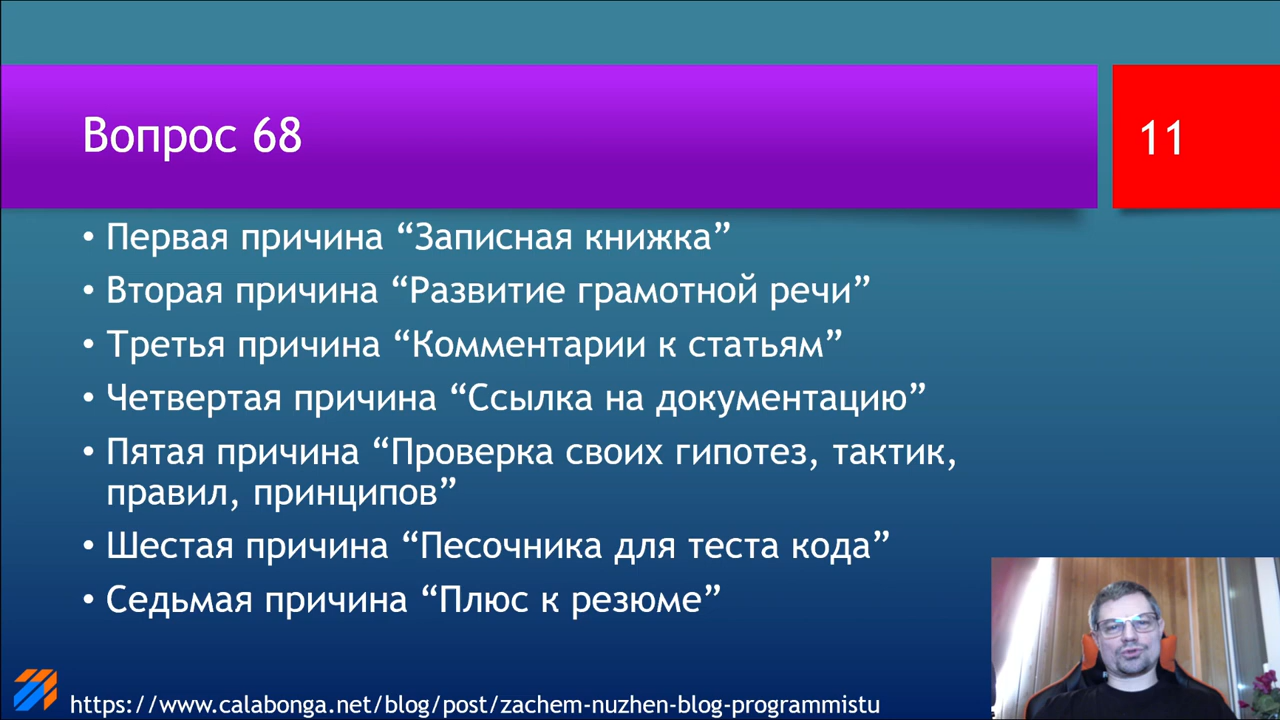 Вопрос 68
11
• Первая причина “Записная книжка”
• Вторая причина “Развитие грамотной речи”
• Третья причина “Комментарии к статьям”
• Четвертая причина “Ссылка на документацию”
• Пятая причина “Проверка своих гипотез, тактик,
правил, принципов”
• Шестая причина “Песочника для теста кода”
• Седьмая причина “Плюс к резюме”
https://www.calabonga.net/blog/post/zachem-nuzhen-blog-programmistu